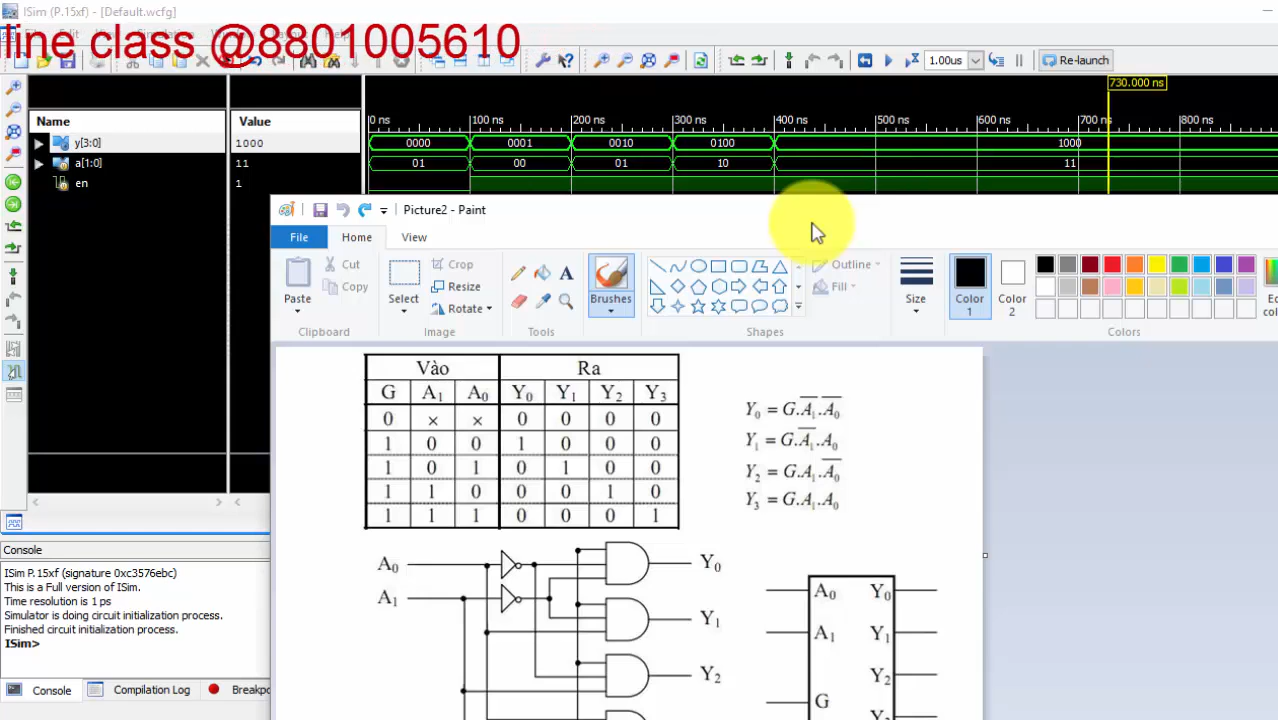 ISim (P.15xf) - [Default.wcfg]
line class @8801005610
1.00us
Re-launch
730.000 ns
Name
Value
0 ns
100 ns
200 ns
300 ns
400 ns
500 ns
600 ns
700 ns
800 ns
y[3:0]
1000
0000
0001
0010
0100
1000
a[1:0]
11
01
00
01
10
11
en
1
Picture2 - Paint
File
Home
View
Paste
Cut
Copy
Clipboard
Select
Crop
Resize
Rotate
Image
Tools
Brushes
Outline
Fill
Shapes
Size
Color 1
Color 2
Colors
Vào Ra
G A₁ A₀ Y₀ Y₁ Y₂ Y₃
0 × × 0 0 0 0
1 0 0 1 0 0 0
1 0 1 0 1 0 0
1 1 0 0 0 1 0
1 1 1 0 0 0 1
Y₀ = G.A̅₁.A̅₀
Y₁ = G.A̅₁.A₀
Y₂ = G.A₁.A̅₀
Y₃ = G.A₁.A₀
A₀
A₁
Y₀
Y₁
Y₂
A₀ Y₀
A₁ Y₁
Y₂
G
Console
ISim P.15xf (signature 0xc3576ebc)
This is a Full version of ISim.
Time resolution is 1 ps
Simulator is doing circuit initialization process.
Finished circuit initialization process.
ISim>
Console
Compilation Log
Breakpo